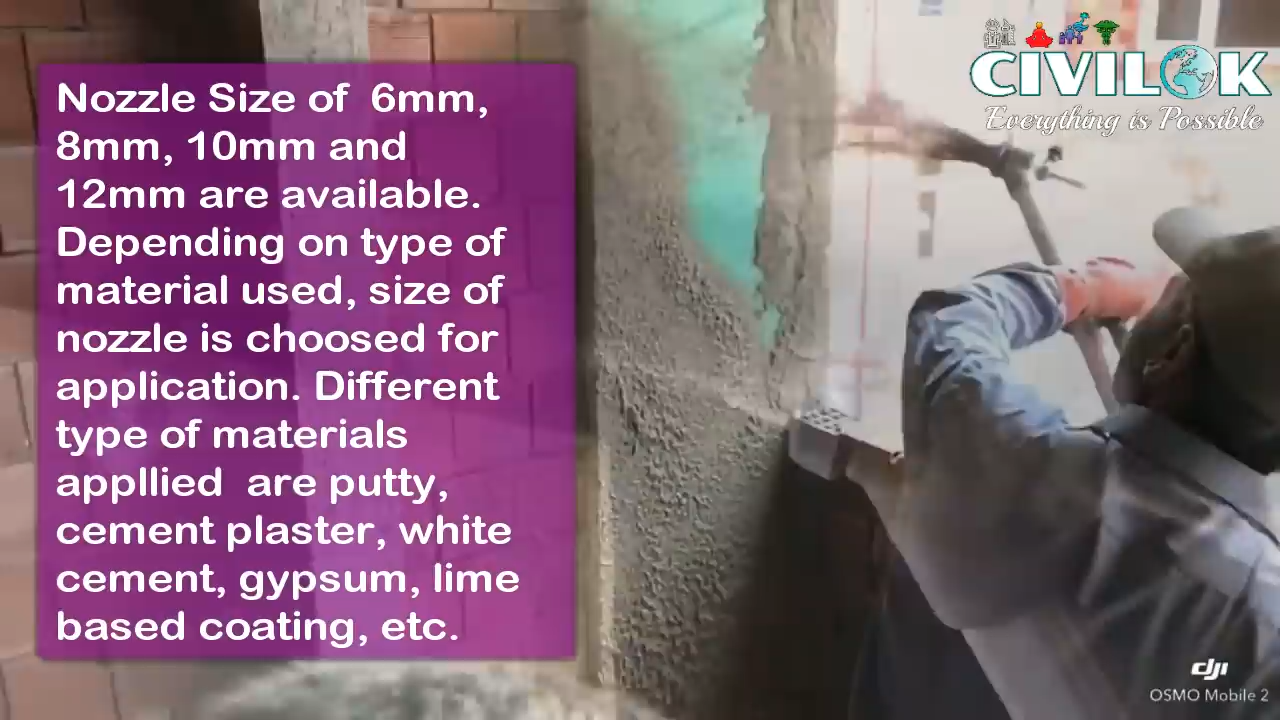 Nozzle Size of 6mm,
8mm, 10mm and
12mm are available.
Depending on type of
material used, size of
nozzle is choosed for
application. Different
type of materials
appllied are putty,
cement plaster, white
cement, gypsum, lime
based coating, etc.
CIVILOK
Everything is Possible
dji
OSMO Mobile 2